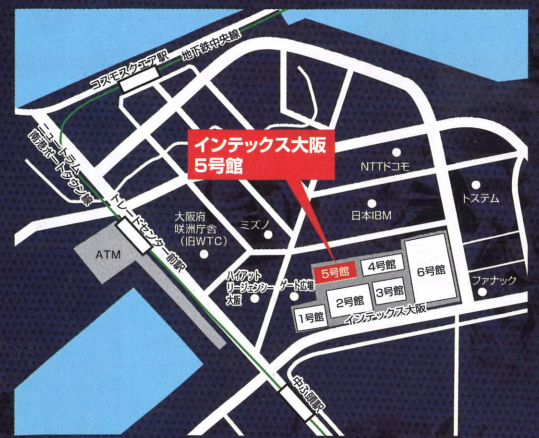 コスモスクエア駅
地下鉄中央線
ニュートラム
南港ポートタウン線
インテックス大阪
5号館
NTTドコモ
トステム
日本IBM
トレードセンター前駅
大阪府
咲洲庁舎
(旧WTC)
ミズノ
ATM
ハイアット
リージェンシー
大阪
ゲート広場
5号館
4号館
6号館
ファナック
3号館
2号館
1号館
インテックス大阪
中ふ頭駅